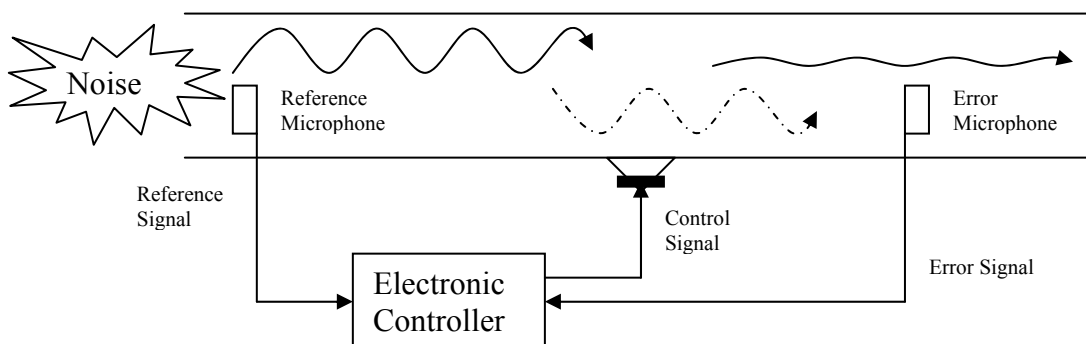 Noise
Reference
Microphone
Error
Microphone
Reference
Signal
Control
Signal
Error Signal
Electronic
Controller